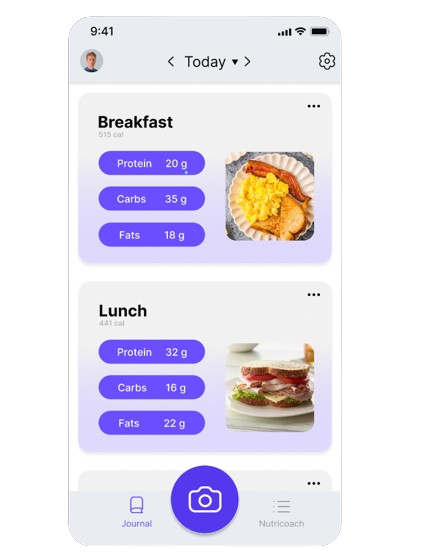 9:41
Today
Breakfast
515 cal
Protein 20 g
Carbs 35 g
Fats 18 g
Lunch
441 cal
Protein 32 g
Carbs 16 g
Fats 22 g
Journal
Nutricoach